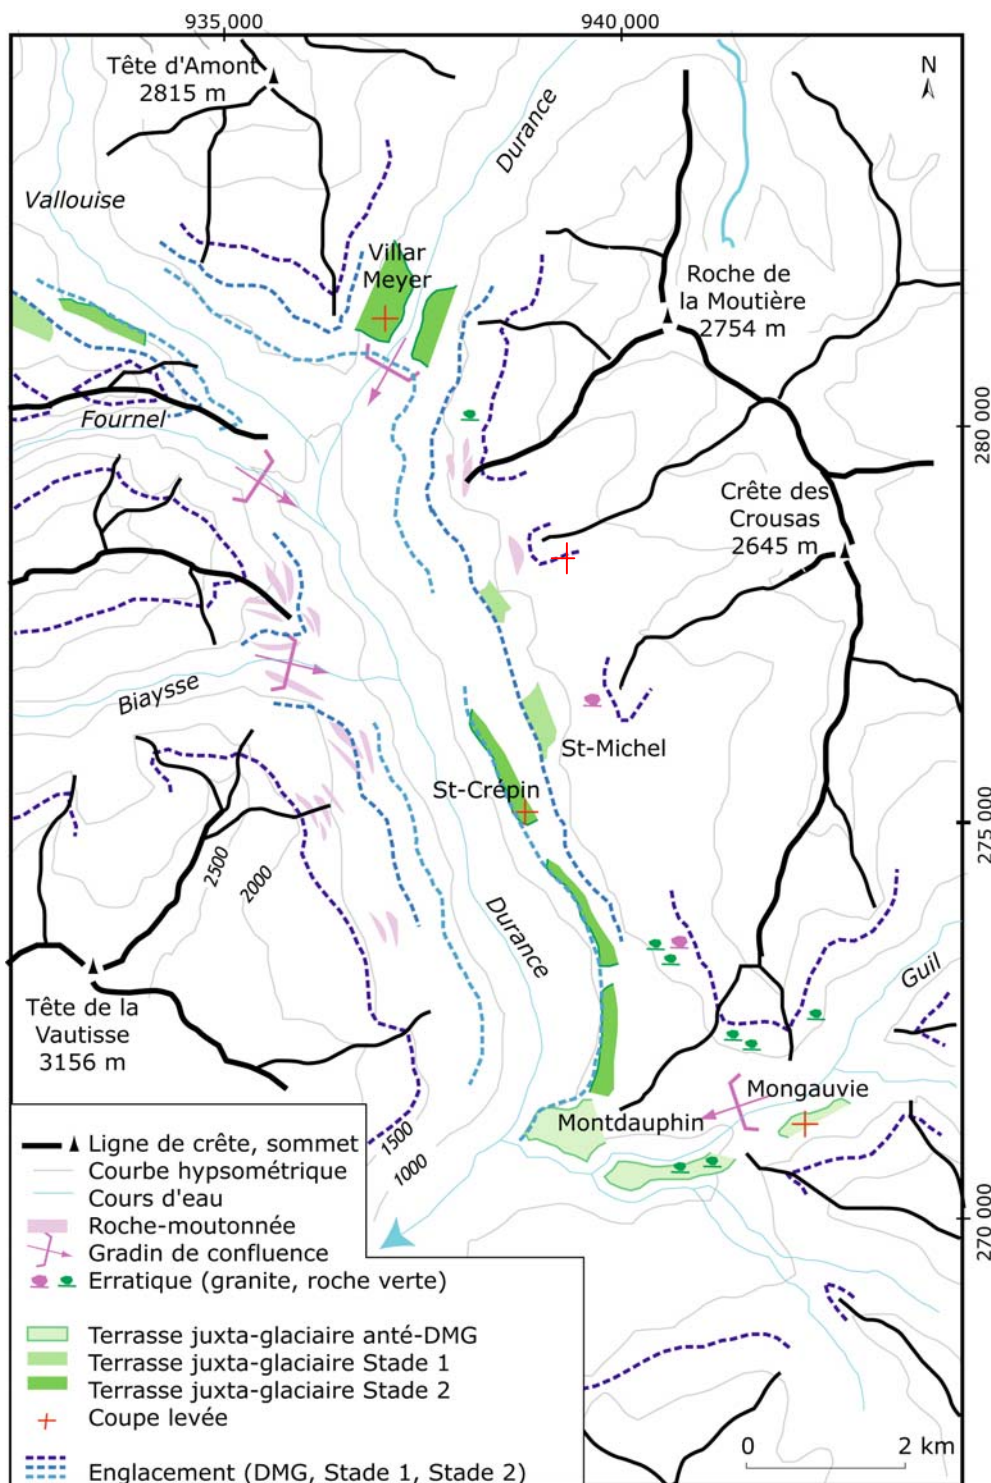 935 000
940 000
Tête d'Amont
2815 m
N
Durance
Vallouise
Villar
Meyer
Roche de
la Moutière
2754 m
280 000
Fournel
Crête des
Crousas
2645 m
Biaysse
St-Michel
St-Crépin
275 000
2500
2000
Durance
Guil
Tête de la
Vautisse
3156 m
Mongauvie
Montdauphin
1500
1000
270 000
Ligne de crête, sommet
Courbe hypsométrique
Cours d'eau
Roche-moutonnée
Gradin de confluence
Erratique (granite, roche verte)
Terrasse juxta-glaciaire anté-DMG
Terrasse juxta-glaciaire Stade 1
Terrasse juxta-glaciaire Stade 2
Coupe levée
Englacement (DMG, Stade 1, Stade 2)
0 2 km